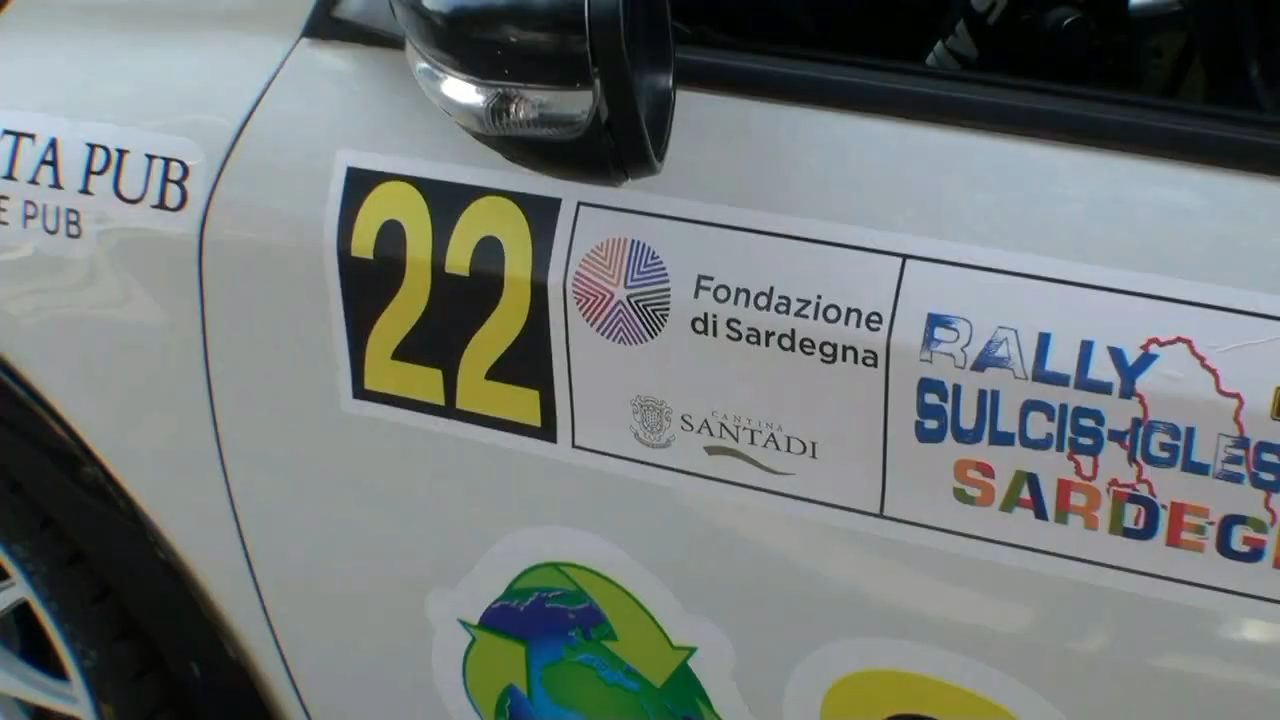 TA PUB
E PUB
22
Fondazione
di Sardegna
CANTINA
SANTADI
RALLY
SULCIS-IGLES
SARDEG